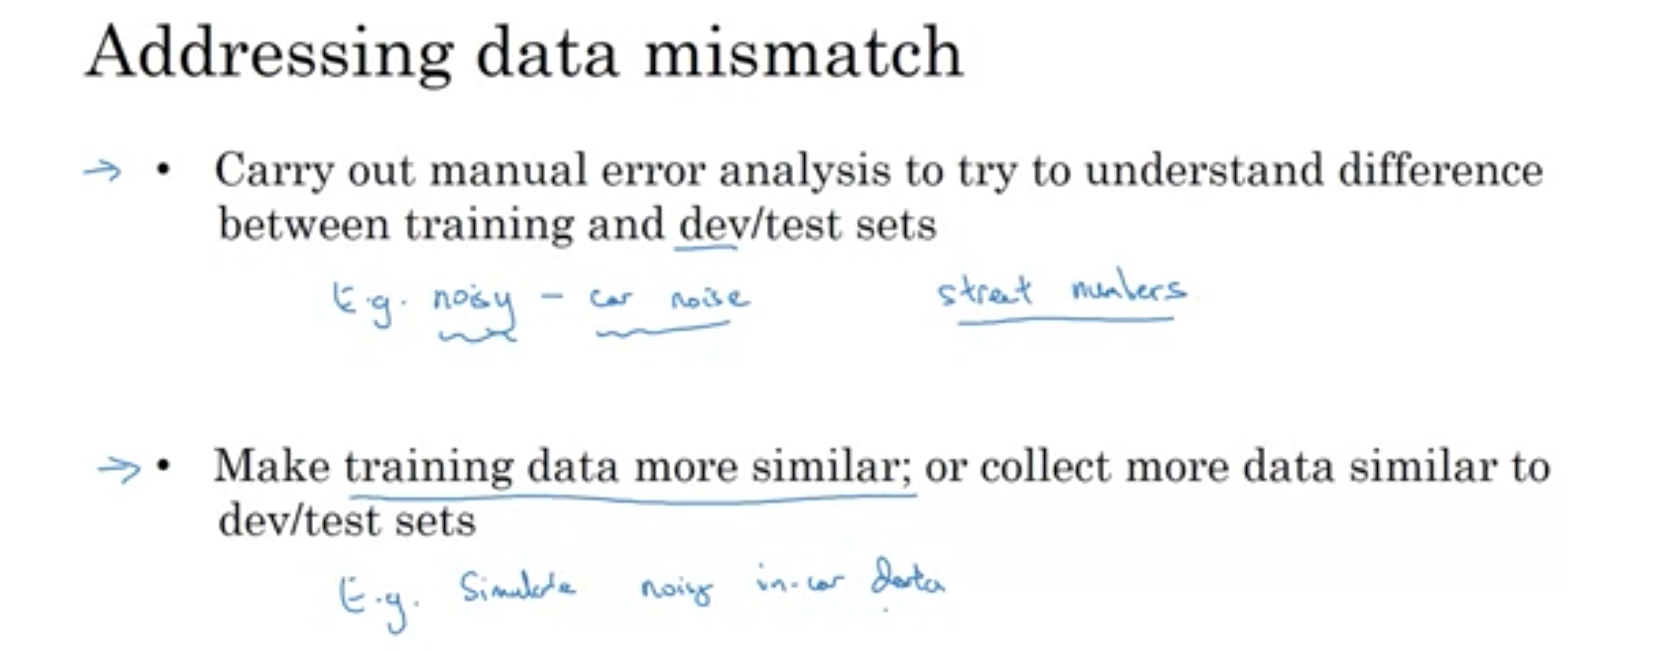 Addressing data mismatch
→ • Carry out manual error analysis to try to understand difference
between training and dev/test sets
E.g. noisy - car noise street numbers
→ • Make training data more similar; or collect more data similar to
dev/test sets
E.g. Simulate noisy in-car data